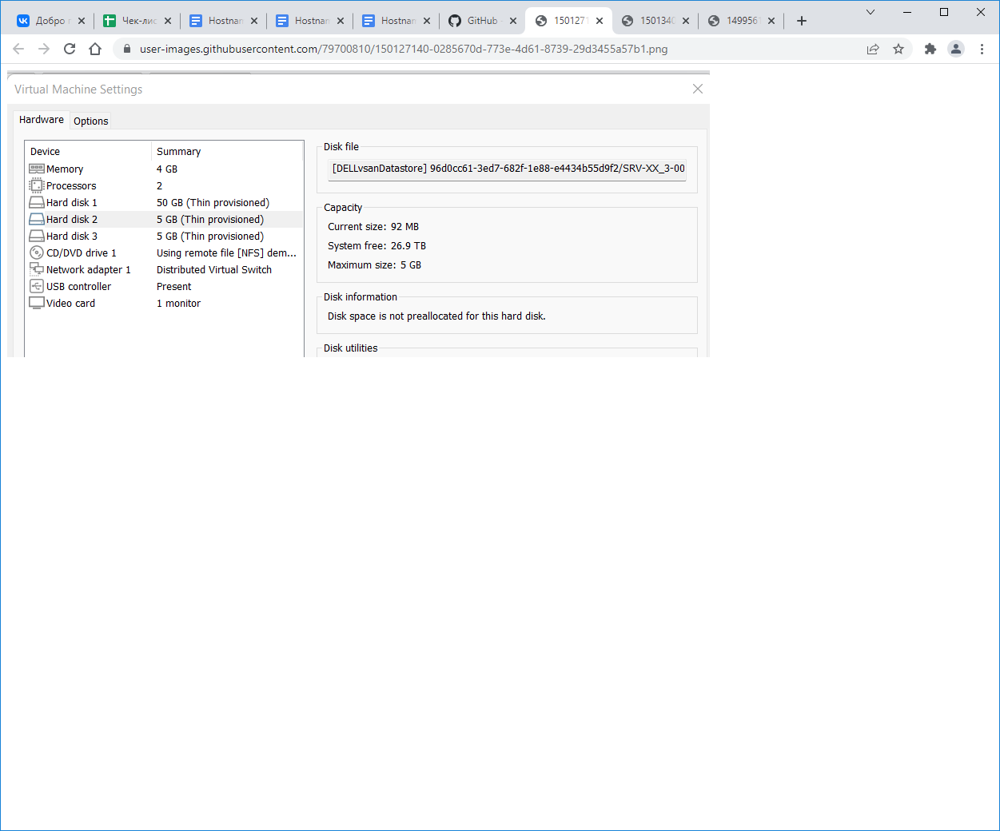 Добро
Чек-лис
Hostnam
Hostnam
Hostnam
GitHub
1501271
1501340
149956
user-images.githubusercontent.com/79700810/150127140-0285670d-773e-4d61-8739-29d3455a57b1.png
Virtual Machine Settings
Hardware
Options
Device Summary
Memory 4 GB
Processors 2
Hard disk 1 50 GB (Thin provisioned)
Hard disk 2 5 GB (Thin provisioned)
Hard disk 3 5 GB (Thin provisioned)
CD/DVD drive 1 Using remote file [NFS] dem...
Network adapter 1 Distributed Virtual Switch
USB controller Present
Video card 1 monitor
Disk file
[DELLvsanDatastore] 96d0cc61-3ed7-682f-1e88-e4434b55d9f2/SRV-XX_3-00
Capacity
Current size: 92 MB
System free: 26.9 TB
Maximum size: 5 GB
Disk information
Disk space is not preallocated for this hard disk.
Disk utilities